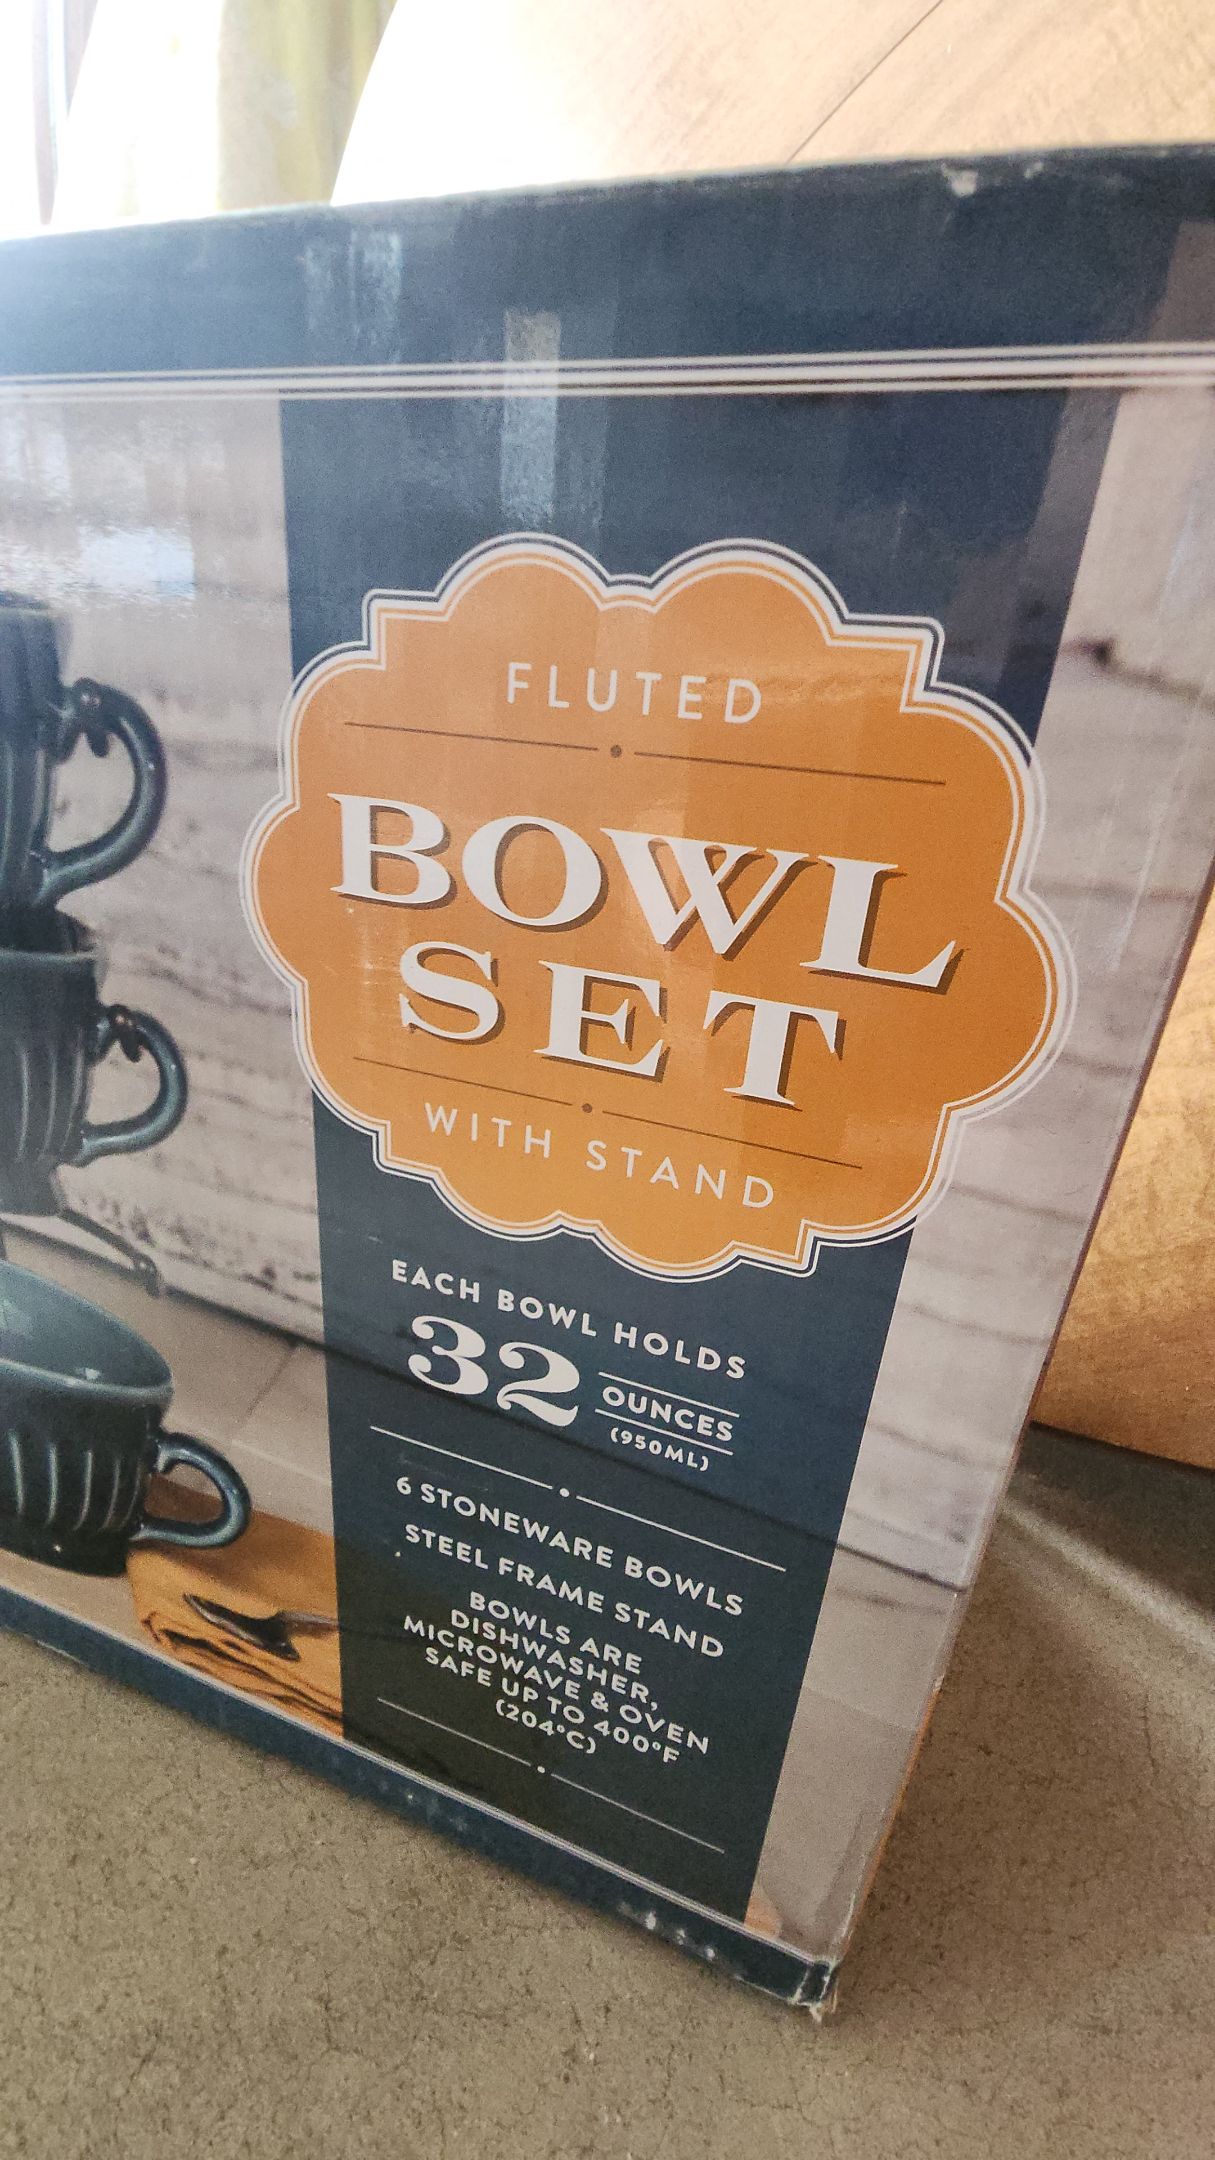 FLUTED
BOWL
SET
WITH STAND
EACH BOWL HOLDS
32 OUNCES
(950ML)
6 STONEWARE BOWLS
STEEL FRAME STAND
BOWLS ARE
DISHWASHER,
MICROWAVE & OVEN
SAFE UP TO 400°F
(204°C)